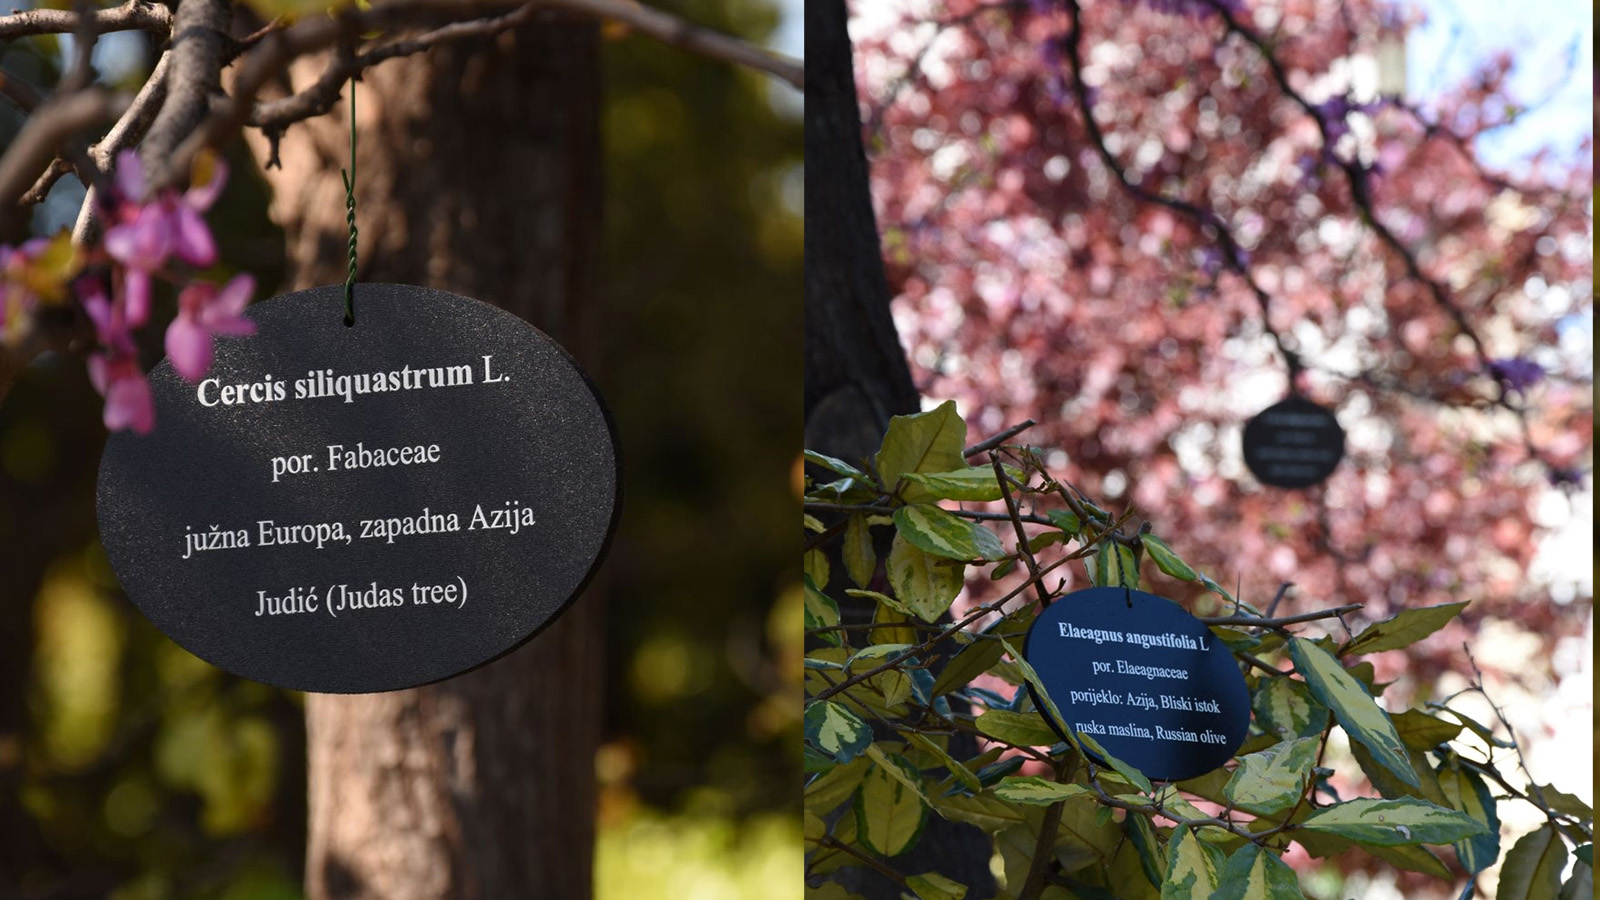 Cercis siliquastrum L.
por. Fabaceae
južna Europa, zapadna Azija
Judić (Judas tree)
Elaeagnus angustifolia L
por. Elaeagnaceae
porijeklo: Azija, Bliski istok
ruska maslina, Russian olive